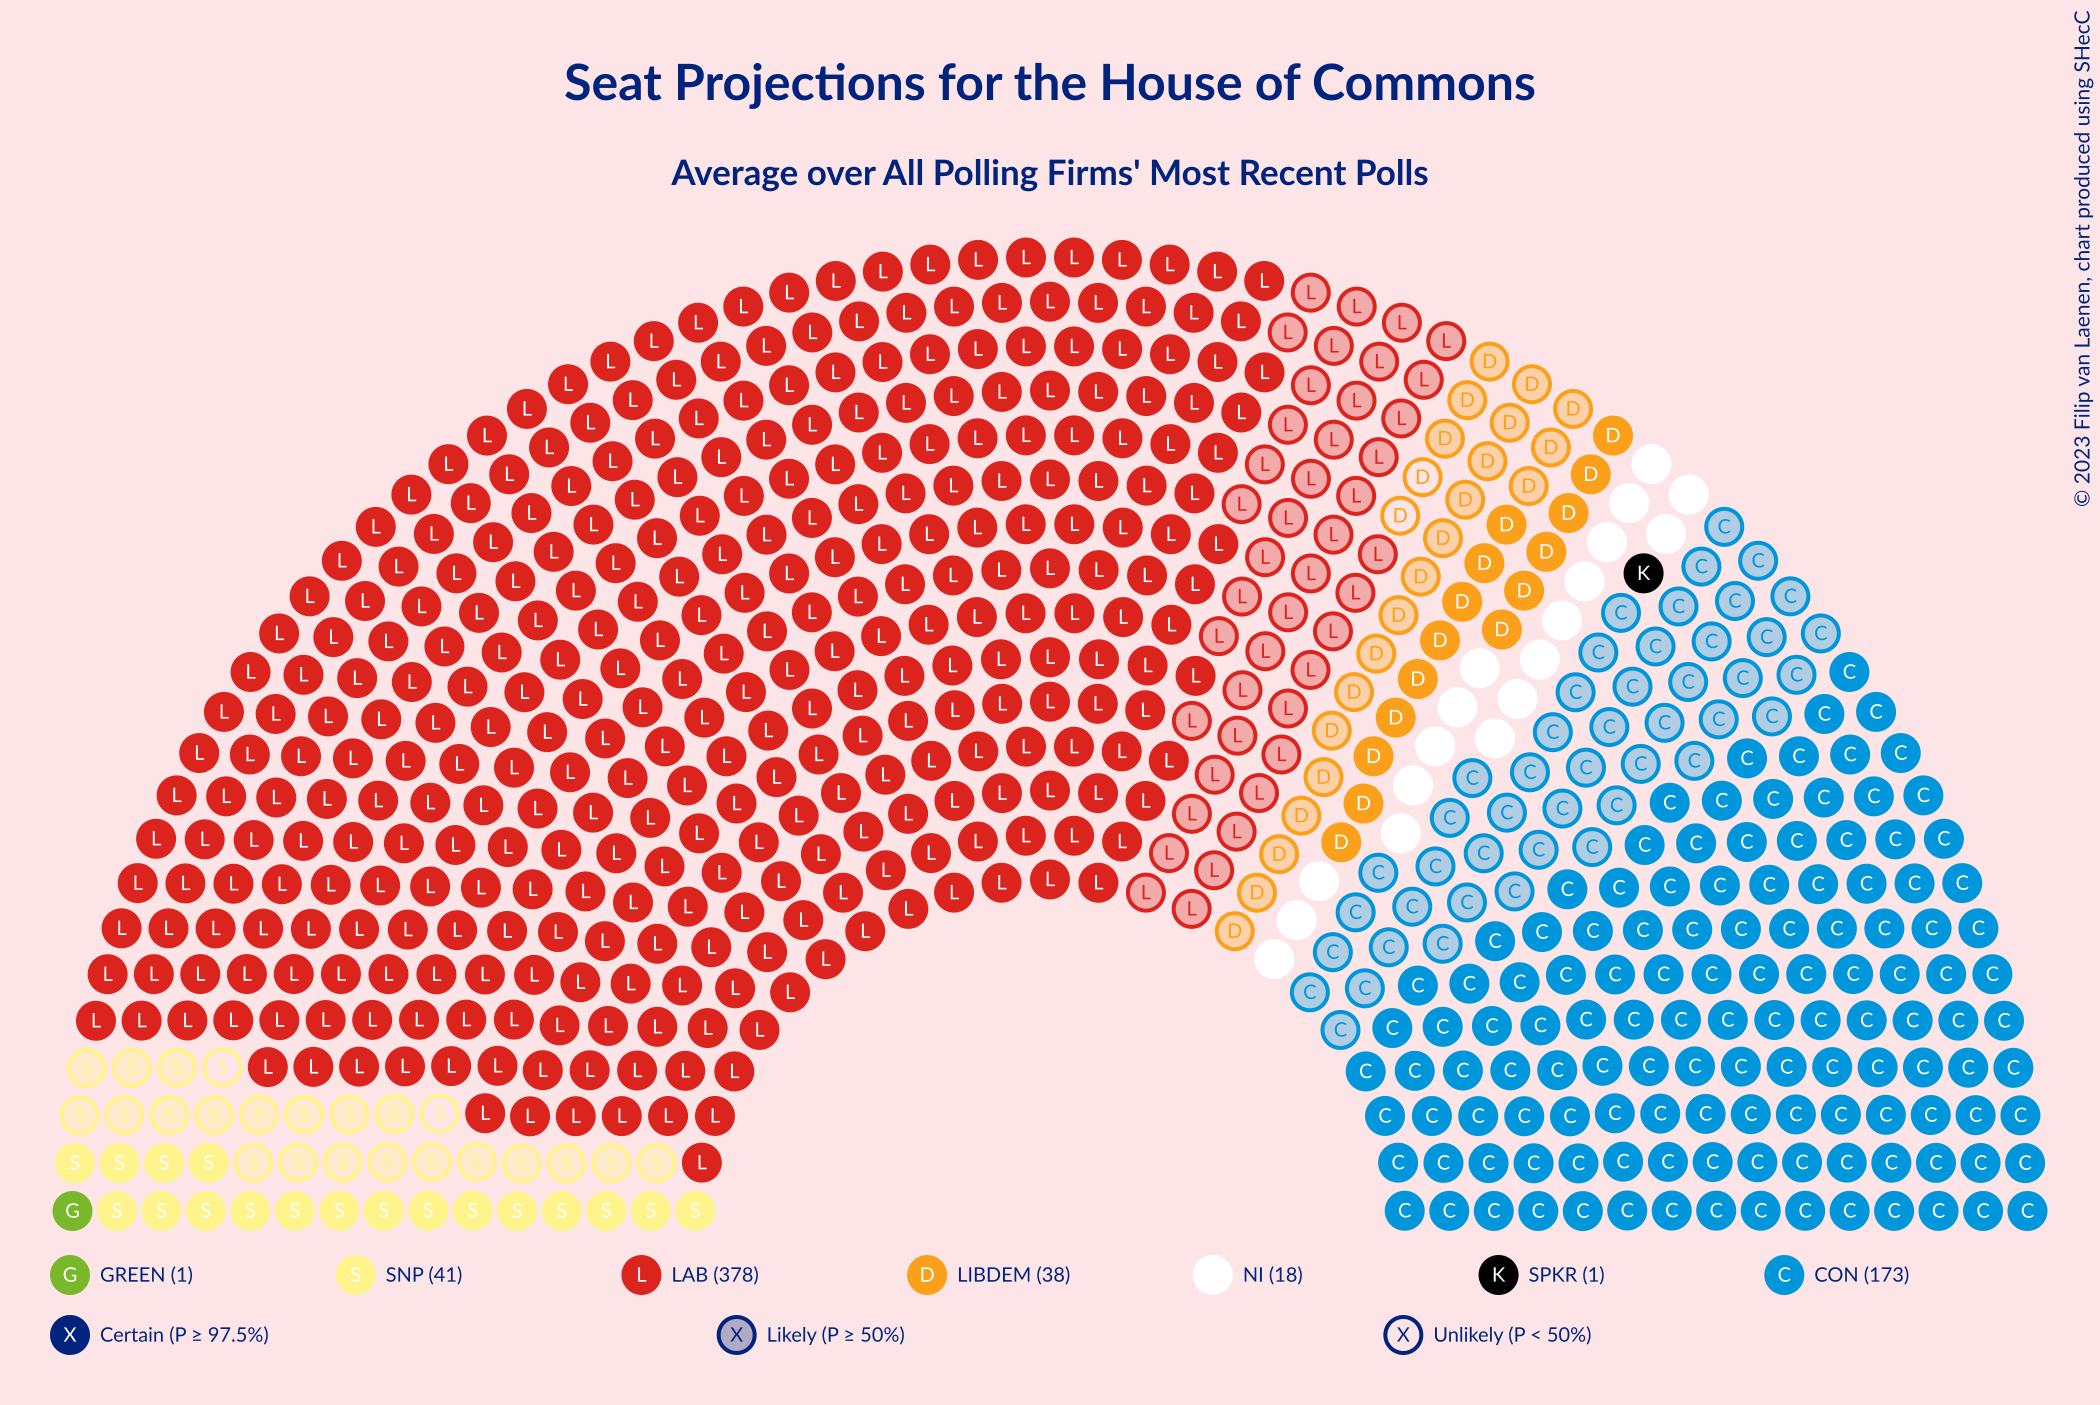 Seat Projections for the House of Commons
Average over All Polling Firms' Most Recent Polls
© 2023 Filip van Laenen, chart produced using SHecC
G GREEN (1) S SNP (41) L LAB (378) D LIBDEM (38) NI (18) K SPKR (1) C CON (173)
X Certain (P ≥ 97.5%) X Likely (P ≥ 50%) X Unlikely (P < 50%)